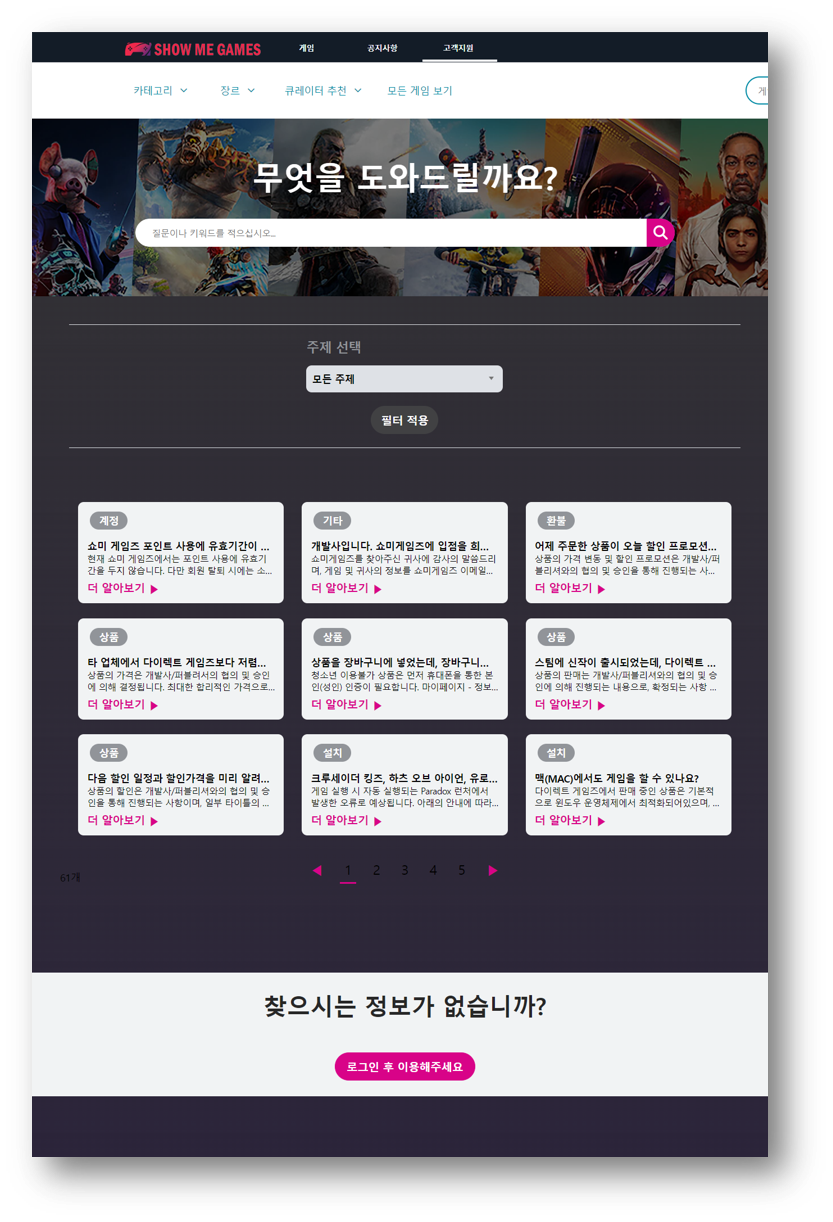 SHOW ME GAMES 게임 공지사항 고객지원
카테고리 장르 큐레이터 추천 모든 게임 보기 게
무엇을 도와드릴까요?
질문이나 키워드를 적으십시오...
주제 선택
모든 주제
필터 적용
계정
쇼미 게임즈 포인트 사용에 유효기간이 ...
현재 쇼미 게임즈에서는 포인트 사용에 유효기
간을 두지 않습니다. 다만 회원 탈퇴 시에는 소...
더 알아보기
기타
개발사입니다. 쇼미게임즈에 입점을 희...
쇼미게임즈를 찾아주신 귀사에 감사의 말씀드리
며, 게임 및 귀사의 정보를 쇼미게임즈 이메일...
더 알아보기
환불
어제 주문한 상품이 오늘 할인 프로모션...
상품의 가격 변동 및 할인 프로모션은 개발사/퍼
블리셔와의 협의 및 승인을 통해 진행되는 사...
더 알아보기
상품
타 업체에서 다이렉트 게임즈보다 저렴...
상품의 가격은 개발사/퍼블려셔의 협의 및 승인
에 의해 결정됩니다. 최대한 합리적인 가격으로...
더 알아보기
상품
상품을 장바구니에 넣었는데, 장바구니...
청소년 이용불가 상품은 먼저 휴대폰을 통한 본
인(성인) 인증이 필요합니다. 마이페이지 - 정보...
더 알아보기
상품
스팀에 신작이 출시되었는데, 다이렉트 ...
상품의 판매는 개발사/퍼블리셔와의 협의 및 승
인에 의해 진행되는 내용으로, 확정되는 사항 ...
더 알아보기
상품
다음 할인 일정과 할인가격을 미리 알려...
상품의 할인은 개발사/퍼블리셔와의 협의 및 승
인을 통해 진행되는 사항이며, 일부 타이틀의 ...
더 알아보기
설치
크루세이더 킹즈, 하츠 오브 아이언, 유로...
게임 실행 시 자동 실행되는 Paradox 런처에서
발생한 오류로 예상됩니다. 아래의 안내에 따라...
더 알아보기
설치
맥(MAC)에서도 게임을 할 수 있나요?
다이렉트 게임즈에서 판매 중인 상품은 기본적
으로 윈도우 운영체제에서 최적화되어있으며, ...
더 알아보기
61개
1 2 3 4 5
찾으시는 정보가 없습니까?
로그인 후 이용해주세요